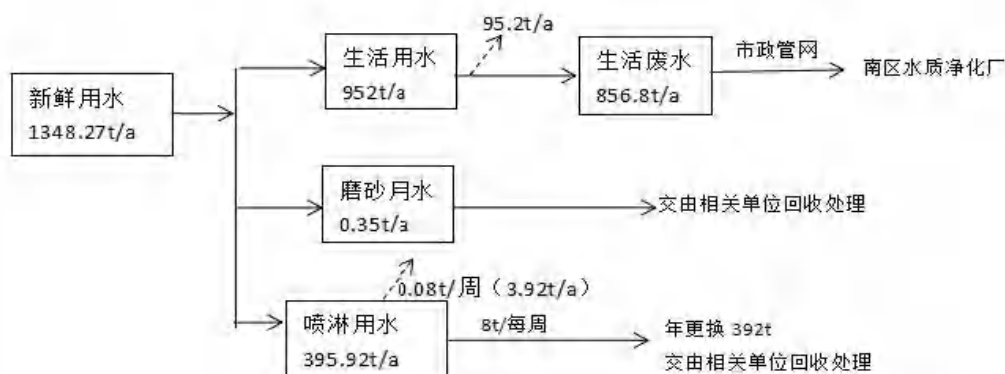 95.2t/a
生活用水
952t/a
生活废水
856.8t/a
市政管网
南区水质净化厂
新鲜用水
1348.27t/a
磨砂用水
0.35t/a
交由相关单位回收处理
0.08t/周（3.92t/a）
喷淋用水
395.92t/a
8t/每周
年更换 392t
交由相关单位回收处理